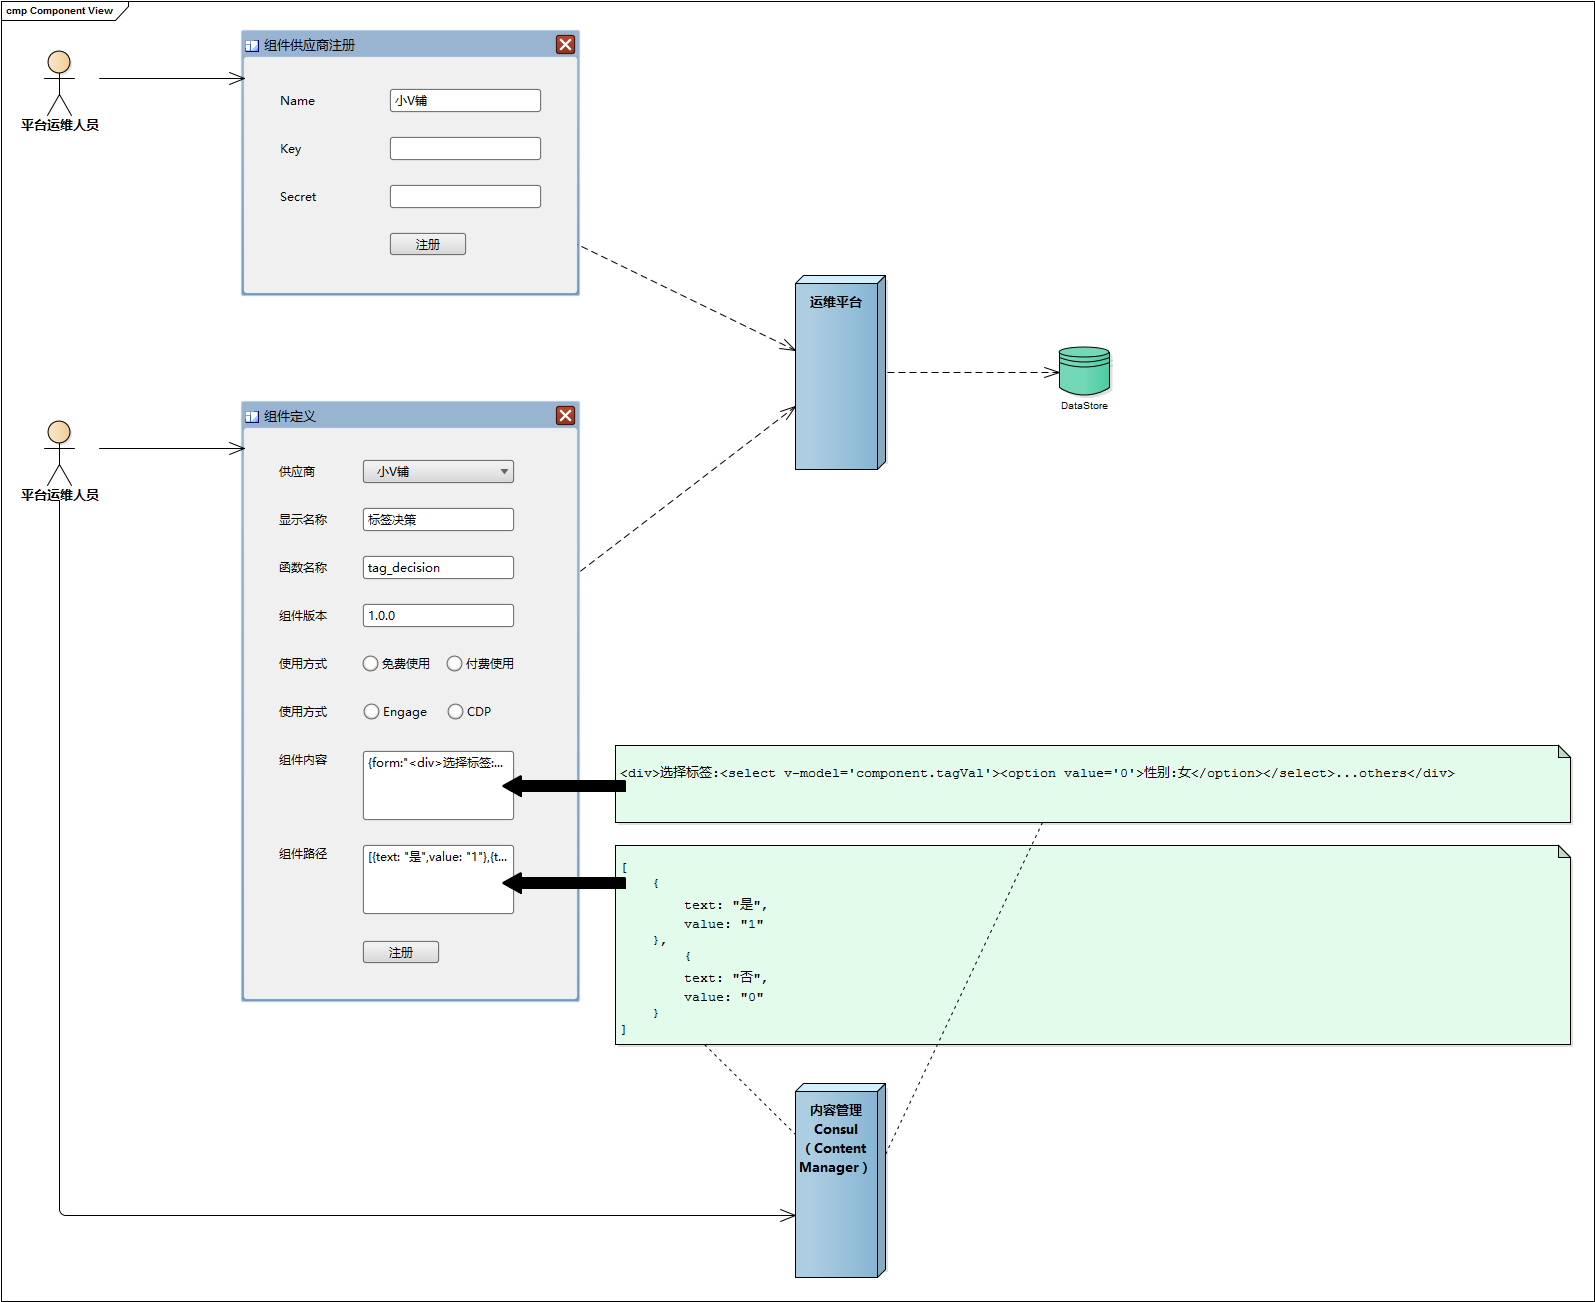 cmp Component View
平台运维人员
组件供应商注册
Name
小V铺
Key
Secret
注册
运维平台
DataStore
平台运维人员
组件定义
供应商
小V铺
显示名称
标签决策
函数名称
tag_decision
组件版本
1.0.0
使用方式
免费使用
付费使用
使用方式
Engage
CDP
组件内容
{form:"<div>选择标签:...
组件路径
[{text: "是",value: "1"},{t...
注册
<div>选择标签:<select v-model='component.tagVal'><option value='0'>性别:女</option></select>...others</div>
[
{
text: "是",
value: "1"
},
{
text: "否",
value: "0"
}
]
内容管理
Consul
（Content
Manager）